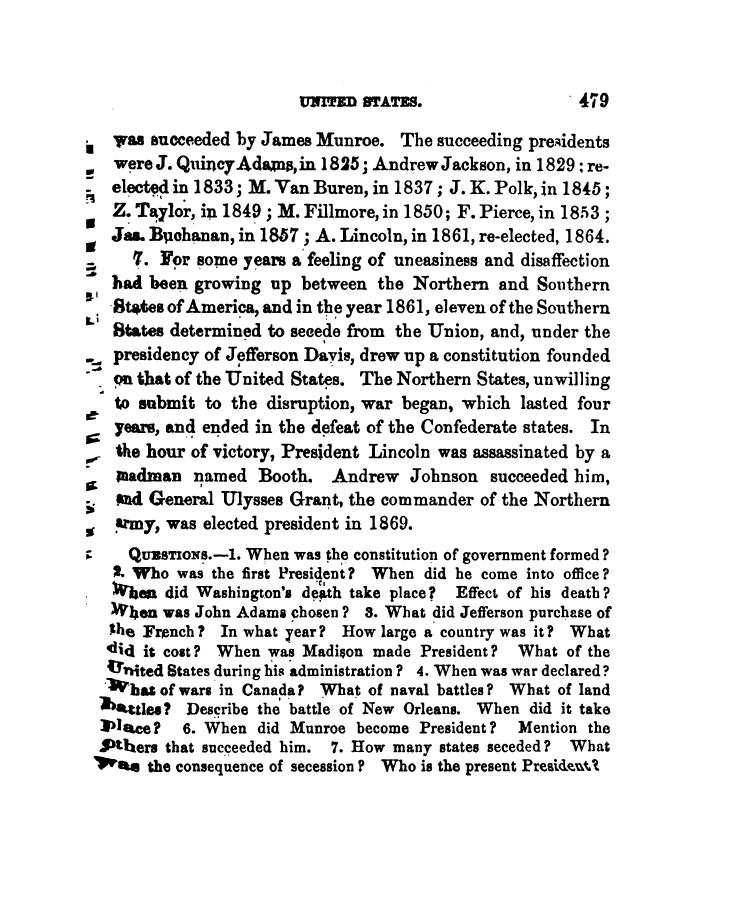 UNITED STATES. 479
was succeeded by James Munroe. The succeeding presidents
were J. Quincy Adams, in 1825; Andrew Jackson, in 1829; re-
elected in 1833; M. Van Buren, in 1837; J. K. Polk, in 1845;
Z. Taylor, in 1849; M. Fillmore, in 1850; F. Pierce, in 1853;
Jas. Buchanan, in 1857; A. Lincoln, in 1861, re-elected, 1864.
7. For some years a feeling of uneasiness and disaffection
had been growing up between the Northern and Southern
States of America, and in the year 1861, eleven of the Southern
States determined to secede from the Union, and, under the
presidency of Jefferson Davis, drew up a constitution founded
on that of the United States. The Northern States, unwilling
to submit to the disruption, war began, which lasted four
years, and ended in the defeat of the Confederate states. In
the hour of victory, President Lincoln was assassinated by a
madman named Booth. Andrew Johnson succeeded him,
and General Ulysses Grant, the commander of the Northern
army, was elected president in 1869.
QUESTIONS.—1. When was the constitution of government formed?
2. Who was the first President? When did he come into office?
When did Washington's death take place? Effect of his death?
When was John Adams chosen? 3. What did Jefferson purchase of
the French? In what year? How large a country was it? What
did it cost? When was Madison made President? What of the
United States during his administration? 4. When was war declared?
What of wars in Canada? What of naval battles? What of land
battles? Describe the battle of New Orleans. When did it take
place? 6. When did Munroe become President? Mention the
others that succeeded him. 7. How many states seceded? What
was the consequence of secession? Who is the present President?